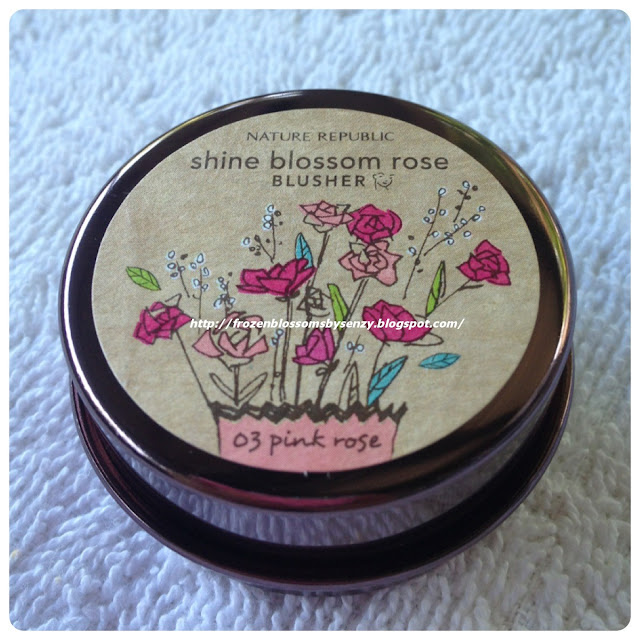 NATURE REPUBLIC
shine blossom rose
BLUSHER
http://frozenblossomsbysenzy.blogspot.com/
03 pink rose